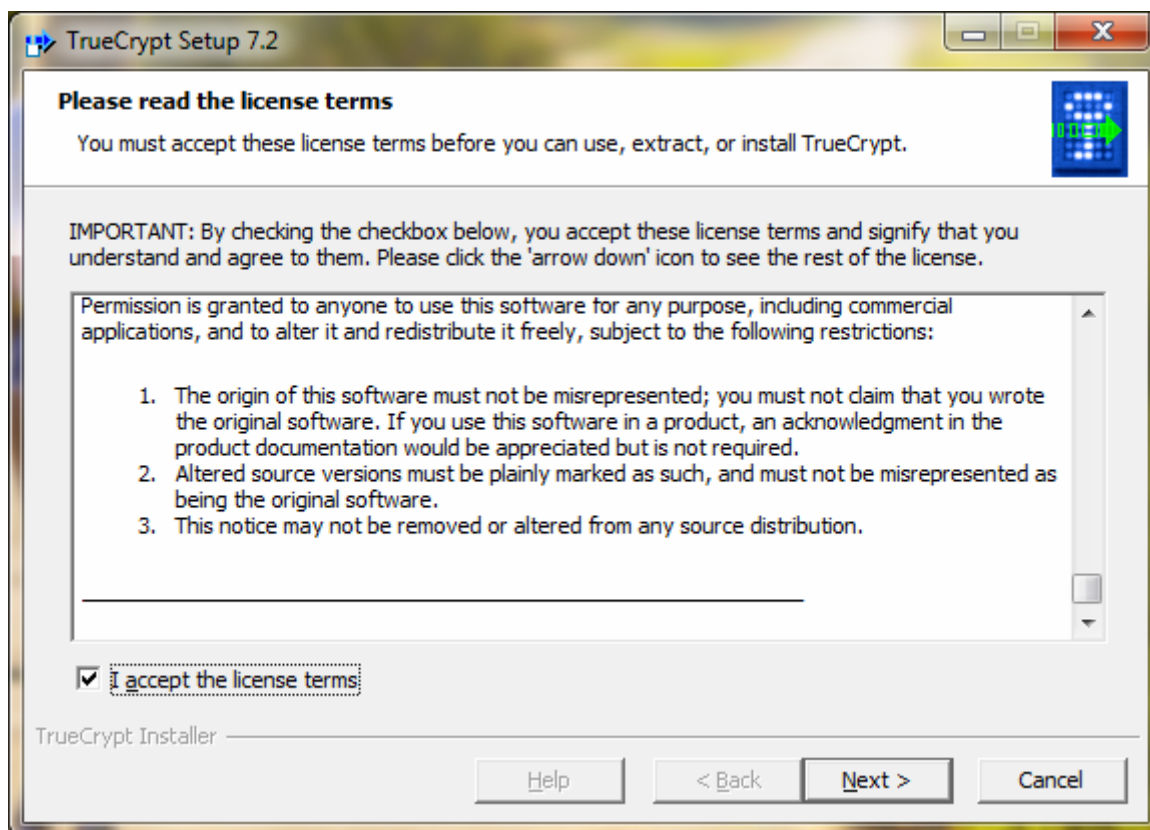 TrueCrypt Setup 7.2
Please read the license terms
You must accept these license terms before you can use, extract, or install TrueCrypt.
IMPORTANT: By checking the checkbox below, you accept these license terms and signify that you
understand and agree to them. Please click the 'arrow down' icon to see the rest of the license.
Permission is granted to anyone to use this software for any purpose, including commercial
applications, and to alter it and redistribute it freely, subject to the following restrictions:
1. The origin of this software must not be misrepresented; you must not claim that you wrote
the original software. If you use this software in a product, an acknowledgment in the
product documentation would be appreciated but is not required.
2. Altered source versions must be plainly marked as such, and must not be misrepresented as
being the original software.
3. This notice may not be removed or altered from any source distribution.
I accept the license terms
TrueCrypt Installer
Help
< Back
Next >
Cancel